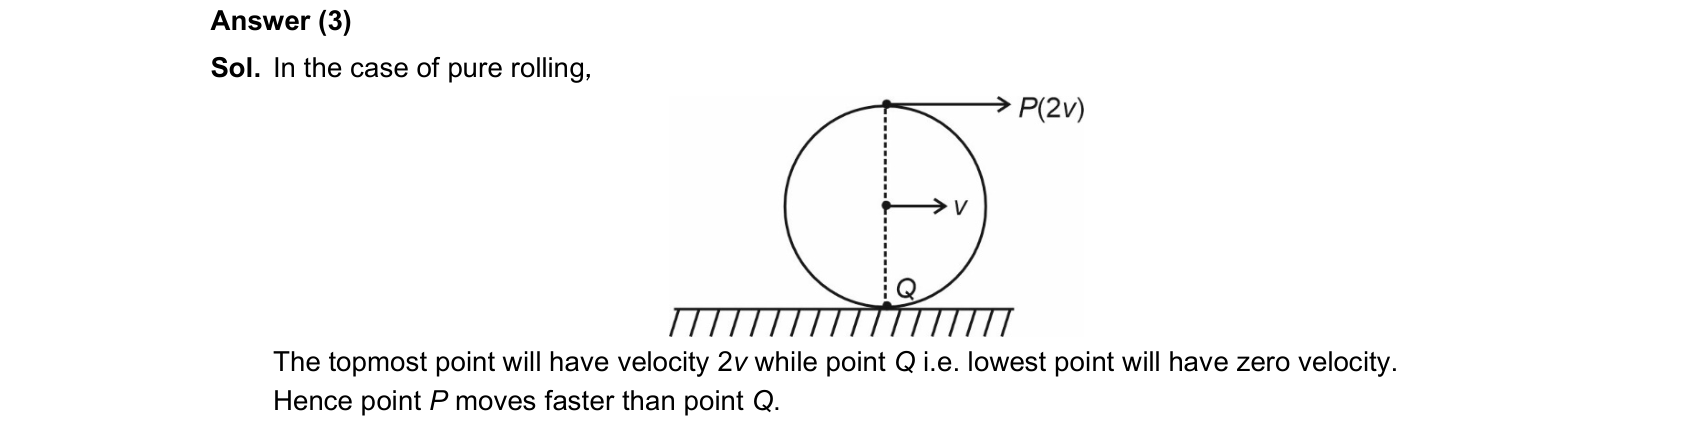 Answer (3)
Sol. In the case of pure rolling,
P(2v)
v
Q
The topmost point will have velocity 2v while point Q i.e. lowest point will have zero velocity.
Hence point P moves faster than point Q.